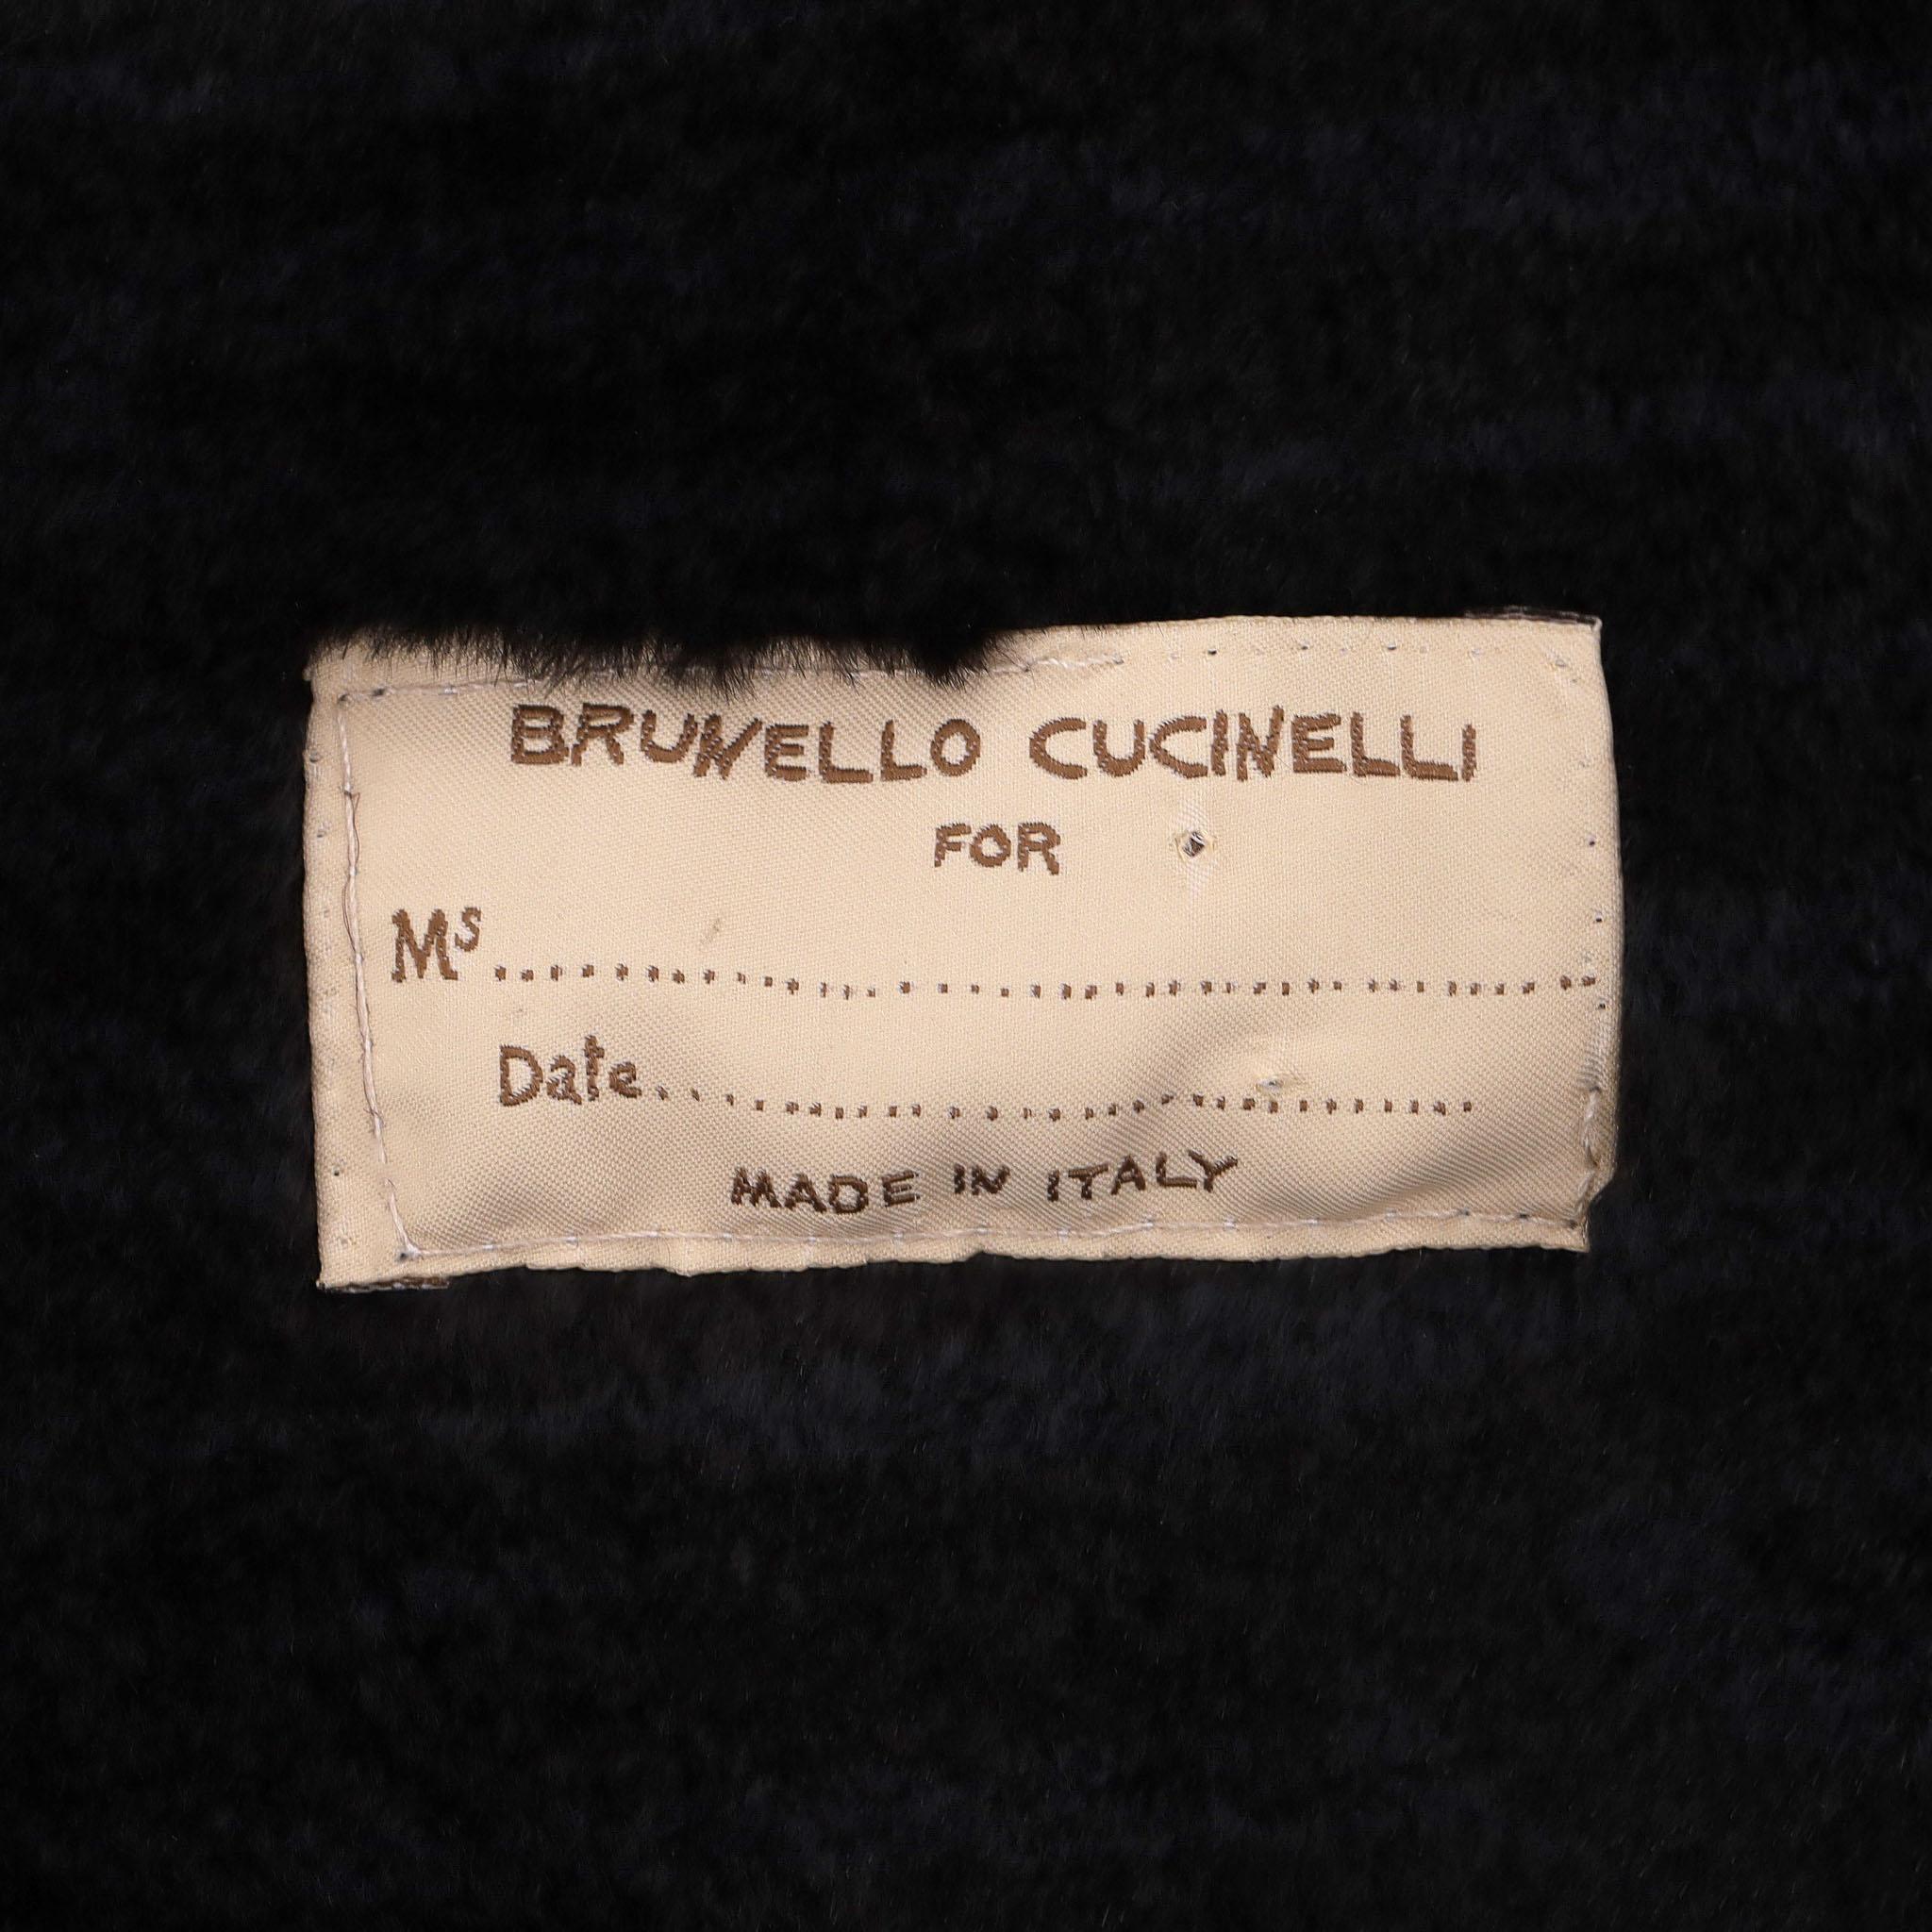 BRUNELLO CUCINELLI
FOR
Ms..................................................
Date..........................................
MADE IN ITALY